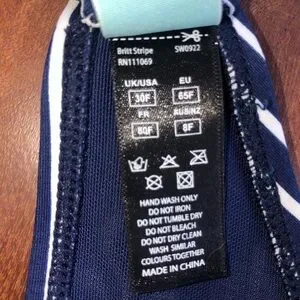 Britt Stripe SW0922
RN111069
UK/USA EU
30F 65F
FR AUS/NZ
80F 8F
HAND WASH ONLY
DO NOT IRON
DO NOT TUMBLE DRY
DO NOT BLEACH
DO NOT DRY CLEAN
WASH SIMILAR
COLOURS TOGETHER
MADE IN CHINA